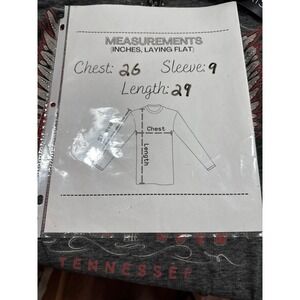 MEASUREMENTS
(INCHES, LAYING FLAT)
Chest: 26 Sleeve: 9
Length: 29
Chest
Length
TENNESSEE